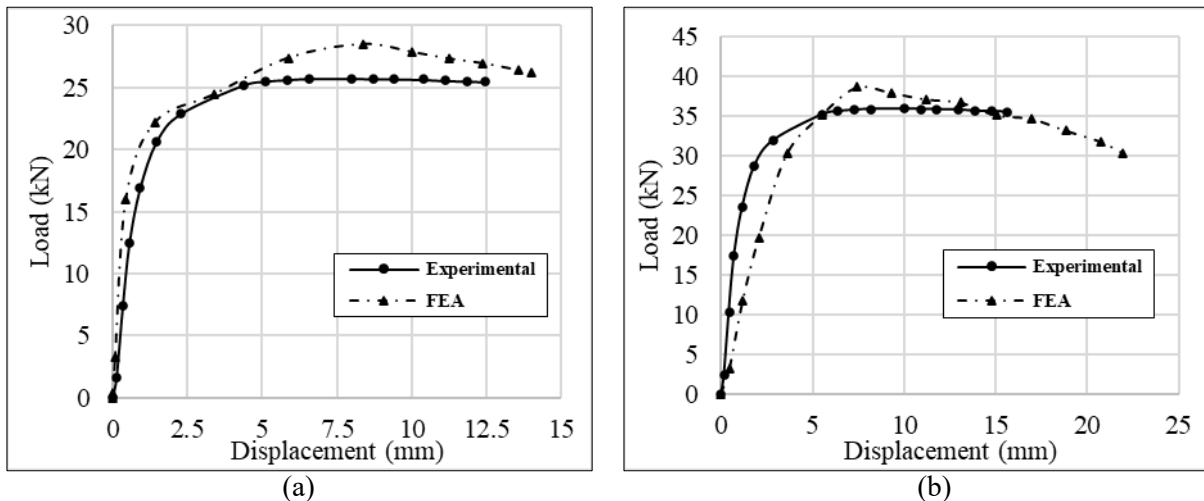 30
25
20
15
10
5
0
Load (kN)
Experimental
FEA
0 2.5 5 7.5 10 12.5 15
Displacement (mm)
(a)
45
40
35
30
25
20
15
10
5
0
Load (kN)
Experimental
FEA
0 5 10 15 20 25
Displacement (mm)
(b)